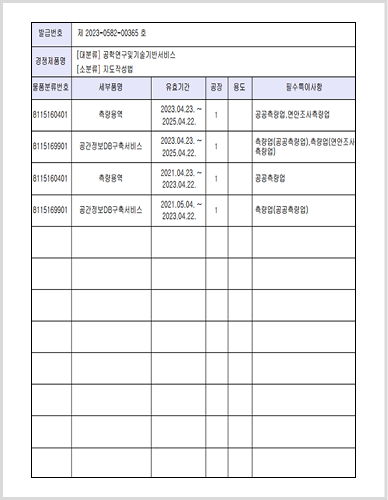 발급번호 제 2023-0582-00365 호
경쟁제품명 [대분류] 공학연구및기술기반서비스
[소분류] 지도작성법
물품분류번호 세부품명 유효기간 공장 용도 필수특이사항
8115160401 측량용역 2023.04.23. ~ 2025.04.22. 1 공공측량업,연안조사측량업
8115169901 공간정보DB구축서비스 2023.04.23. ~ 2025.04.22. 1 측량업(공공측량업),측량업(연안조사측량업)
8115160401 측량용역 2021.04.23. ~ 2023.04.22. 1 공공측량업
8115169901 공간정보DB구축서비스 2021.05.04. ~ 2023.04.22. 1 측량업(공공측량업)